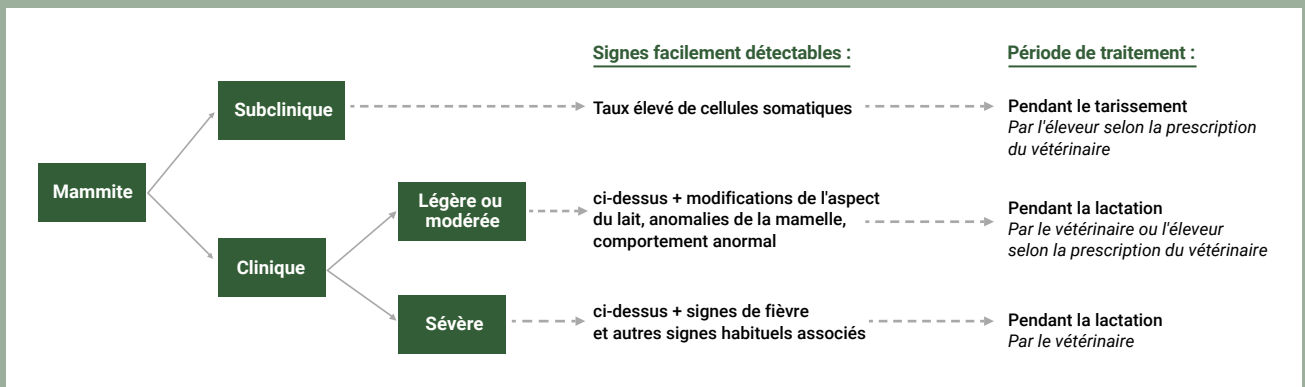 Signes facilement détectables :
Période de traitement :
Subclinique
Taux élevé de cellules somatiques
Pendant le tarissement
Par l'éleveur selon la prescription
du vétérinaire
Mammite
Légère ou
modérée
ci-dessus + modifications de l'aspect
du lait, anomalies de la mamelle,
comportement anormal
Pendant la lactation
Par le vétérinaire ou l'éleveur
selon la prescription du vétérinaire
Clinique
Sévère
ci-dessus + signes de fièvre
et autres signes habituels associés
Pendant la lactation
Par le vétérinaire